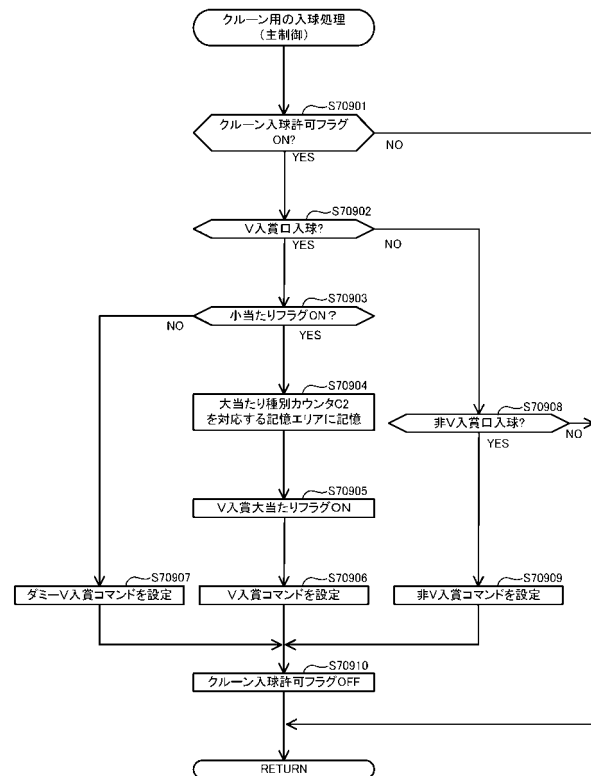 クルーン用の入球処理
（主制御）
S70901
クルーン入球許可フラグ
ON?
NO
YES
S70902
V入賞口入球?
NO
YES
S70903
小当たりフラグON？
NO
YES
S70904
大当たり種別カウンタC2
を対応する記憶エリアに記憶
S70908
非V入賞口入球?
NO
YES
S70905
V入賞大当たりフラグON
S70907
ダミーV入賞コマンドを設定
S70906
V入賞コマンドを設定
S70909
非V入賞コマンドを設定
S70910
クルーン入球許可フラグOFF
RETURN